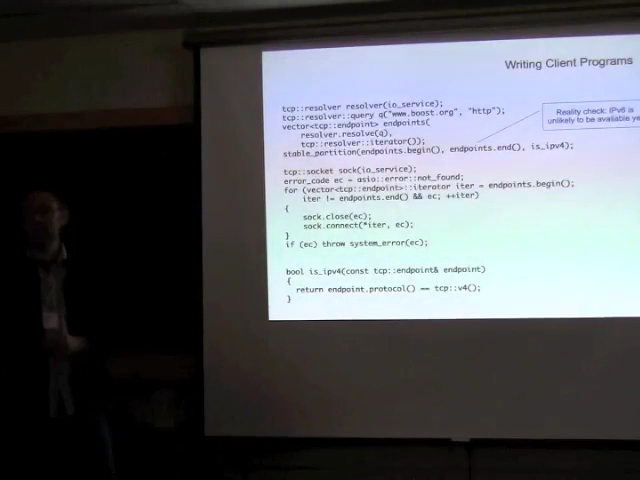 Writing Client Programs
tcp::resolver resolver(io_service);
tcp::resolver::query q("www.boost.org", "http");
vector<tcp::endpoint> endpoints(
resolver.resolve(q),
tcp::resolver::iterator());
stable_partition(endpoints.begin(), endpoints.end(), is_ipv4);
Reality check: IPv6 is
unlikely to be available ye
tcp::socket sock(io_service);
error_code ec = asio::error::not_found;
for (vector<tcp::endpoint>::iterator iter = endpoints.begin();
iter != endpoints.end() && ec; ++iter)
{
sock.close(ec);
sock.connect(*iter, ec);
}
if (ec) throw system_error(ec);
bool is_ipv4(const tcp::endpoint& endpoint)
{
return endpoint.protocol() == tcp::v4();
}